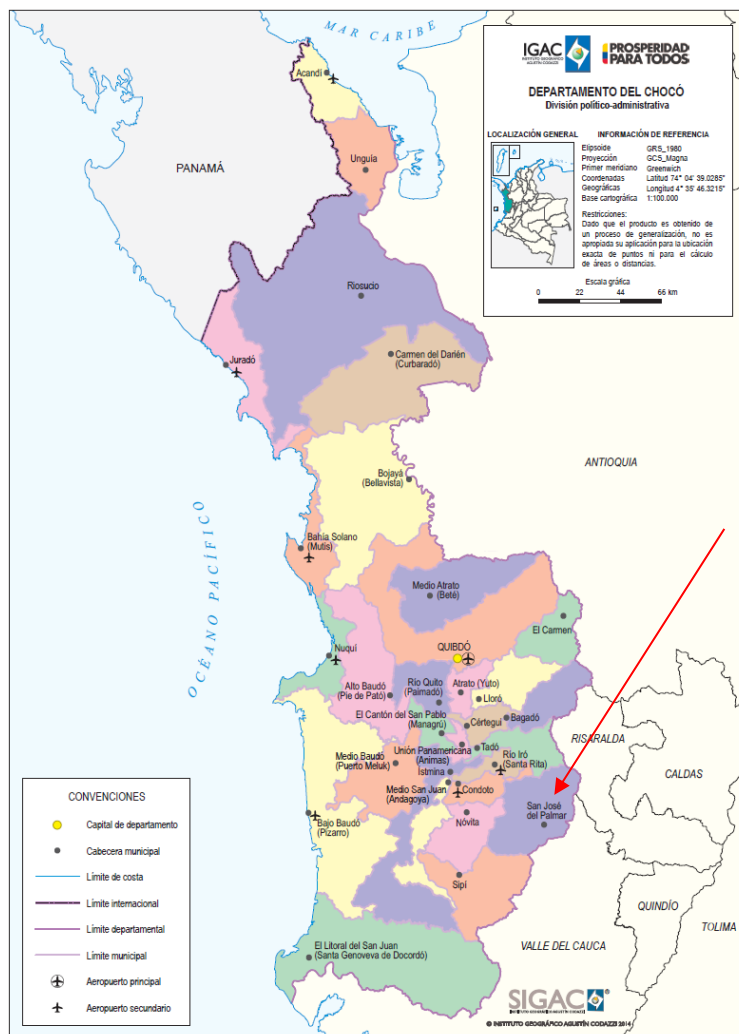 MAR CARIBE
IGAC
INSTITUTO GEOGRÁFICO
AGUSTÍN CODAZZI
PROSPERIDAD
PARA TODOS
DEPARTAMENTO DEL CHOCÓ
División político-administrativa
LOCALIZACIÓN GENERAL
INFORMACIÓN DE REFERENCIA
Elipsoide GRS_1980
Proyección GCS_Magna
Primer meridiano Greenwich
Coordenadas Latitud 74° 04' 39.0285"
Geográficas Longitud 4° 35' 46.3215"
Base cartográfica 1:100.000
Restricciones:
Dado que el producto es obtenido de
un proceso de generalización, no es
apropiada su aplicación para la ubicación
exacta de puntos ni para el cálculo
de áreas o distancias.
Escala gráfica
0 22 44 66 km
Acandí
PANAMÁ
Unguía
Riosucio
Juradó
Carmen del Darién
(Curbaradó)
ANTIOQUIA
Bojayá
(Bellavista)
OCÉANO PACÍFICO
Bahía Solano
(Mutis)
Medio Atrato
(Beté)
El Carmen
QUIBDÓ
Nuquí
Alto Baudó
(Pie de Pató)
Río Quito
(Paimadó)
Atrato (Yuto)
Lloró
El Cantón del San Pablo
(Managrú)
Cértegui
Bagadó
Unión Panamericana
(Animas)
Tadó
RISARALDA
Medio Baudó
(Puerto Meluk)
Río Iró
(Santa Rita)
Istmina
CALDAS
Medio San Juan
(Andagoya)
Condoto
San José
del Palmar
Nóvita
Bajo Baudó
(Pizarro)
Sipí
QUINDÍO
TOLIMA
VALLE DEL CAUCA
El Litoral del San Juan
(Santa Genoveva de Docordó)
CONVENCIONES
Capital de departamento
Cabecera municipal
Límite de costa
Límite internacional
Límite departamental
Límite municipal
Aeropuerto principal
Aeropuerto secundario
SIGAC
INSTITUTO GEOGRÁFICO AGUSTÍN CODAZZI
© INSTITUTO GEOGRÁFICO AGUSTÍN CODAZZI 2014